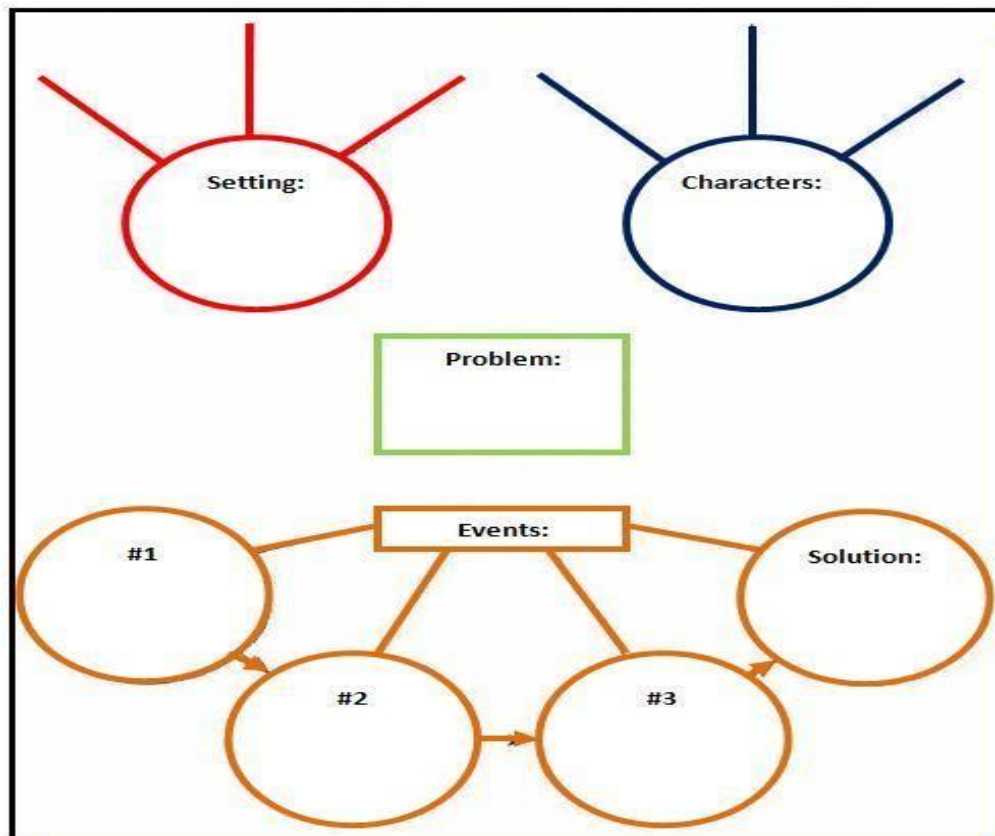 Setting:
Characters:
Problem:
Events:
#1
Solution:
#2
#3